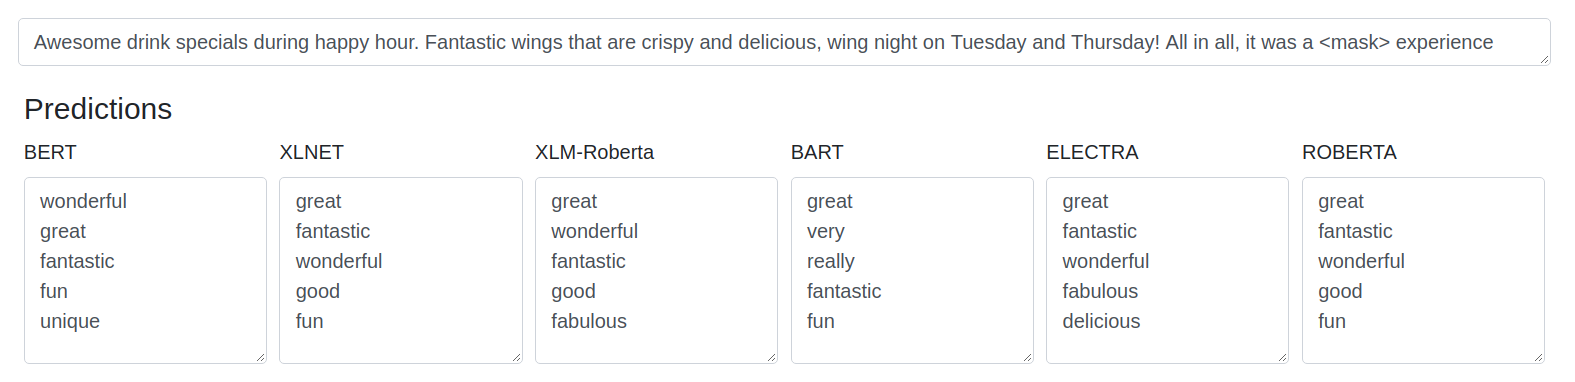 Awesome drink specials during happy hour. Fantastic wings that are crispy and delicious, wing night on Tuesday and Thursday! All in all, it was a <mask> experience
Predictions
BERT
wonderful
great
fantastic
fun
unique
XLNET
great
fantastic
wonderful
good
fun
XLM-Roberta
great
wonderful
fantastic
good
fabulous
BART
great
very
really
fantastic
fun
ELECTRA
great
fantastic
wonderful
fabulous
delicious
ROBERTA
great
fantastic
wonderful
good
fun